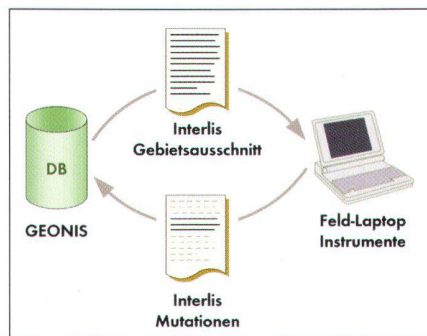 Interlis
Gebietsausschnitt
DB
GEONIS
Feld-Laptop
Instrumente
Interlis
Mutationen